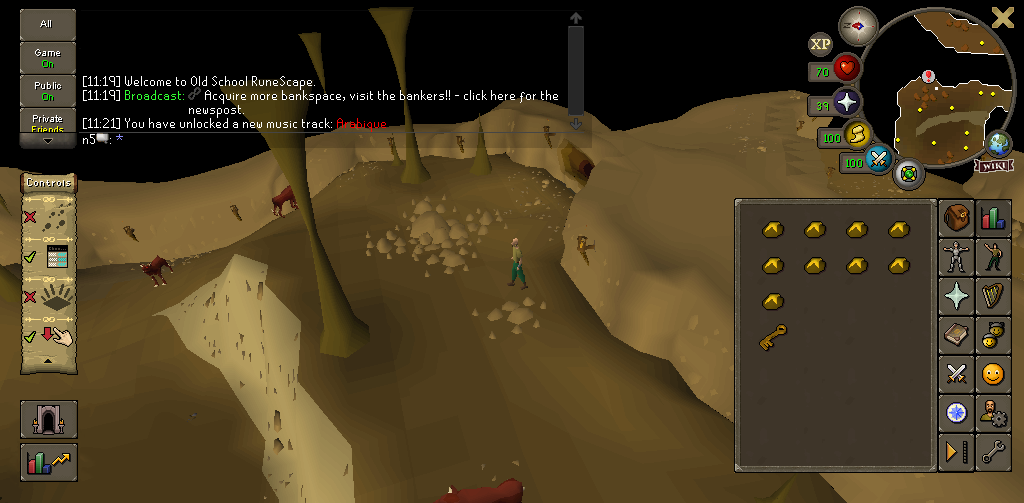 All
Game
On
Public
On
Private
Friends
[11:19] Welcome to Old School RuneScape.
[11:19] Broadcast: Acquire more bankspace, visit the bankers!! - click here for the
newspost.
[11:21] You have unlocked a new music track: Arabique.
n5 : *
XP
70
39
100
100
WIKI
Controls